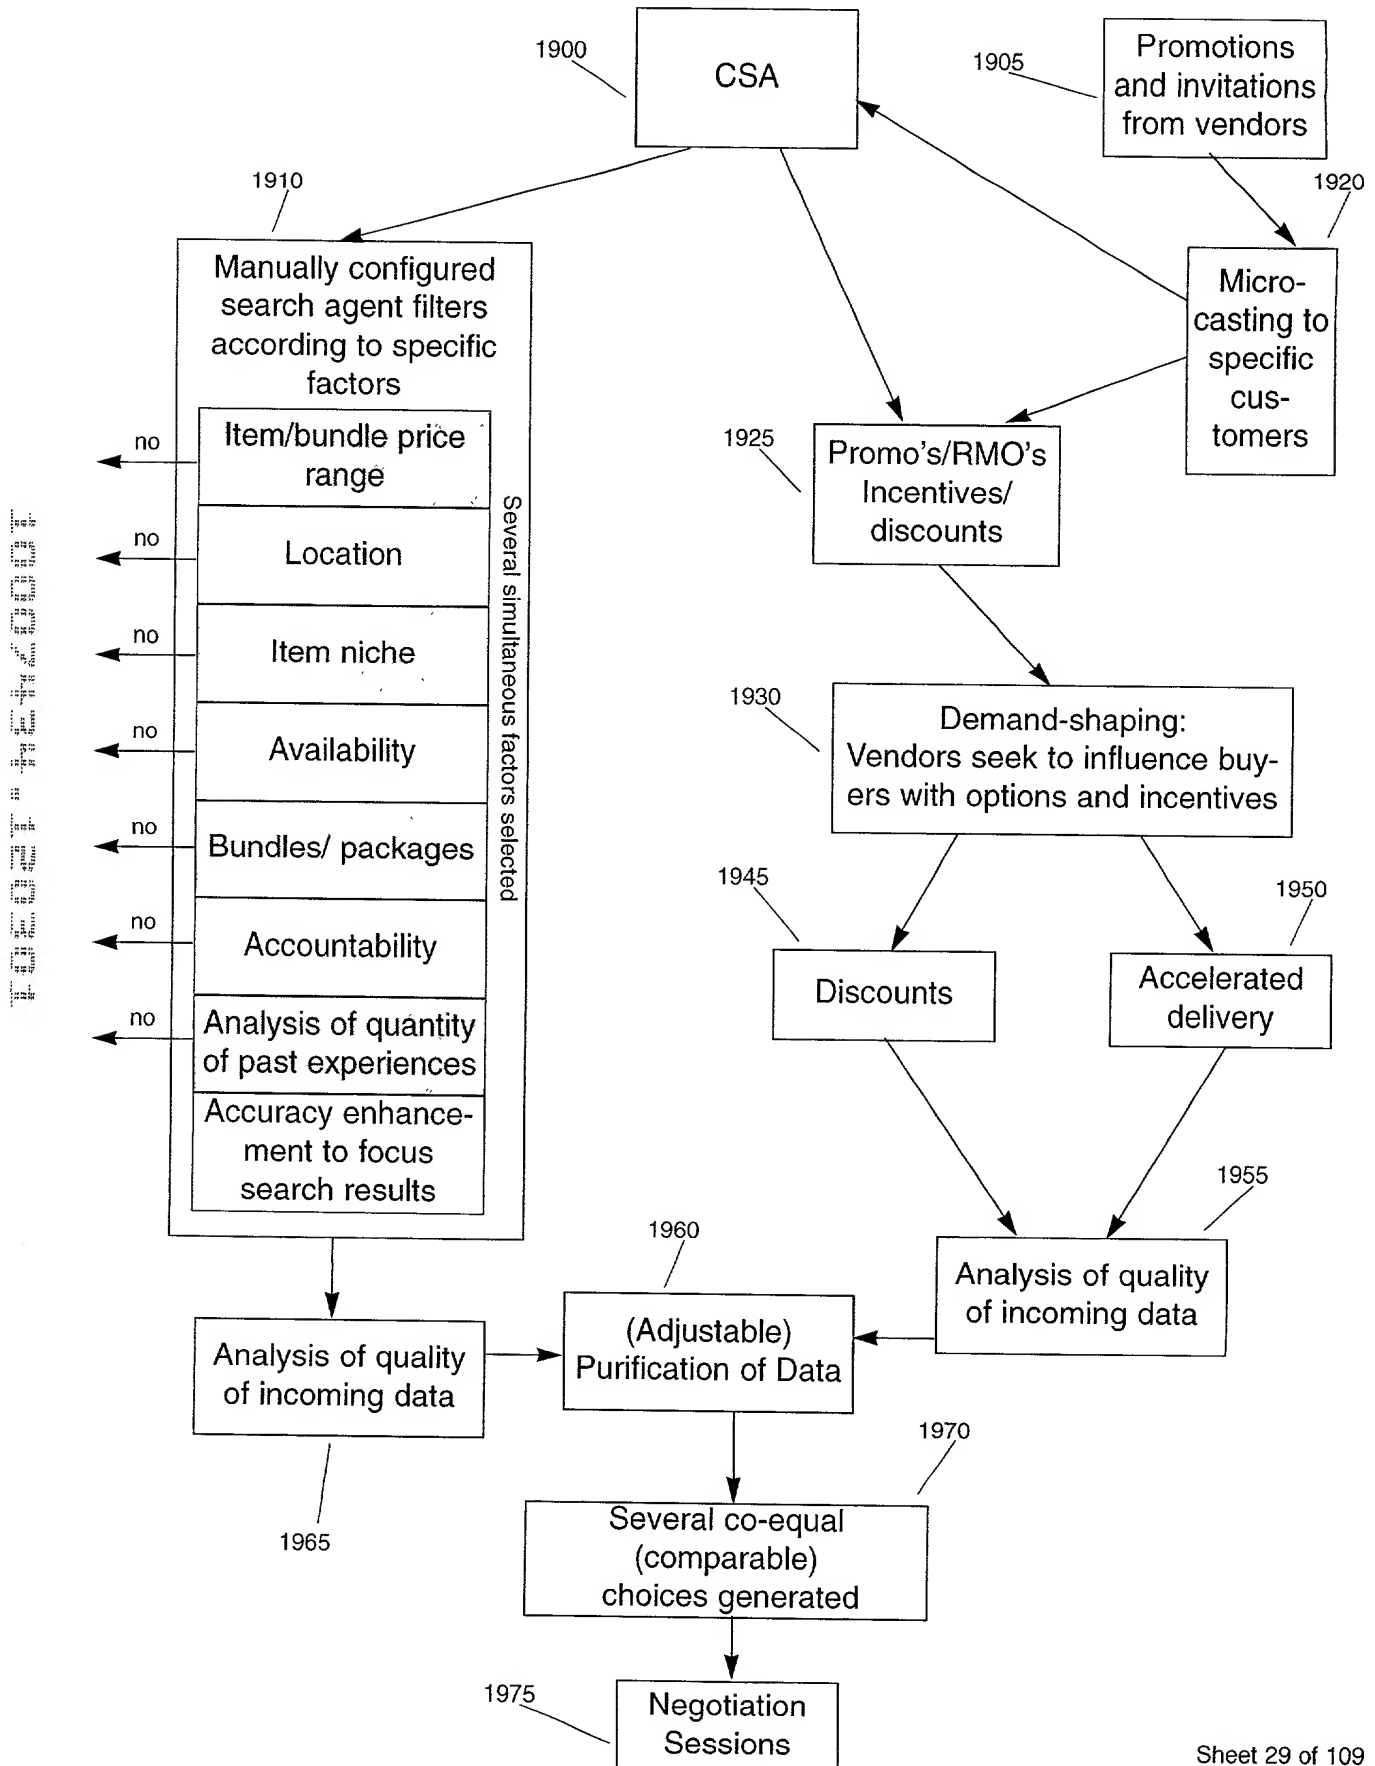 1900
CSA
1905
Promotions
and invitations
from vendors
1910
1920
Manually configured
search agent filters
according to specific
factors
Micro-
casting to
specific
cus-
tomers
no
Item/bundle price
range
no
Location
no
Item niche
no
Availability
no
Bundles/ packages
no
Accountability
no
Analysis of quantity
of past experiences
Accuracy enhance-
ment to focus
search results
Several simultaneous factors selected
1925
Promo's/RMO's
Incentives/
discounts
1930
Demand-shaping:
Vendors seek to influence buy-
ers with options and incentives
1945
Discounts
1950
Accelerated
delivery
1955
Analysis of quality
of incoming data
1960
(Adjustable)
Purification of Data
Analysis of quality
of incoming data
1965
1970
Several co-equal
(comparable)
choices generated
1975
Negotiation
Sessions
Sheet 29 of 109
10007434.120301